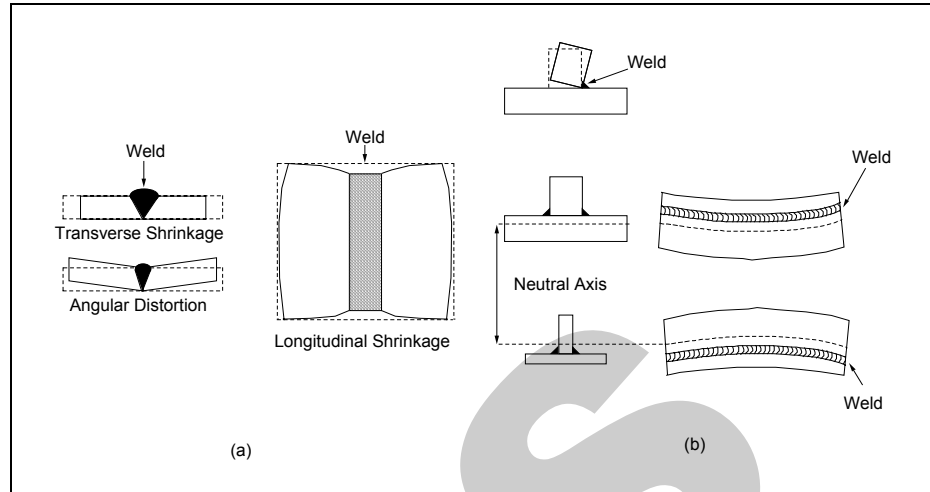 Weld
Weld
Weld
Weld
Transverse Shrinkage
Angular Distortion
Neutral Axis
Longitudinal Shrinkage
Weld
(a)
(b)